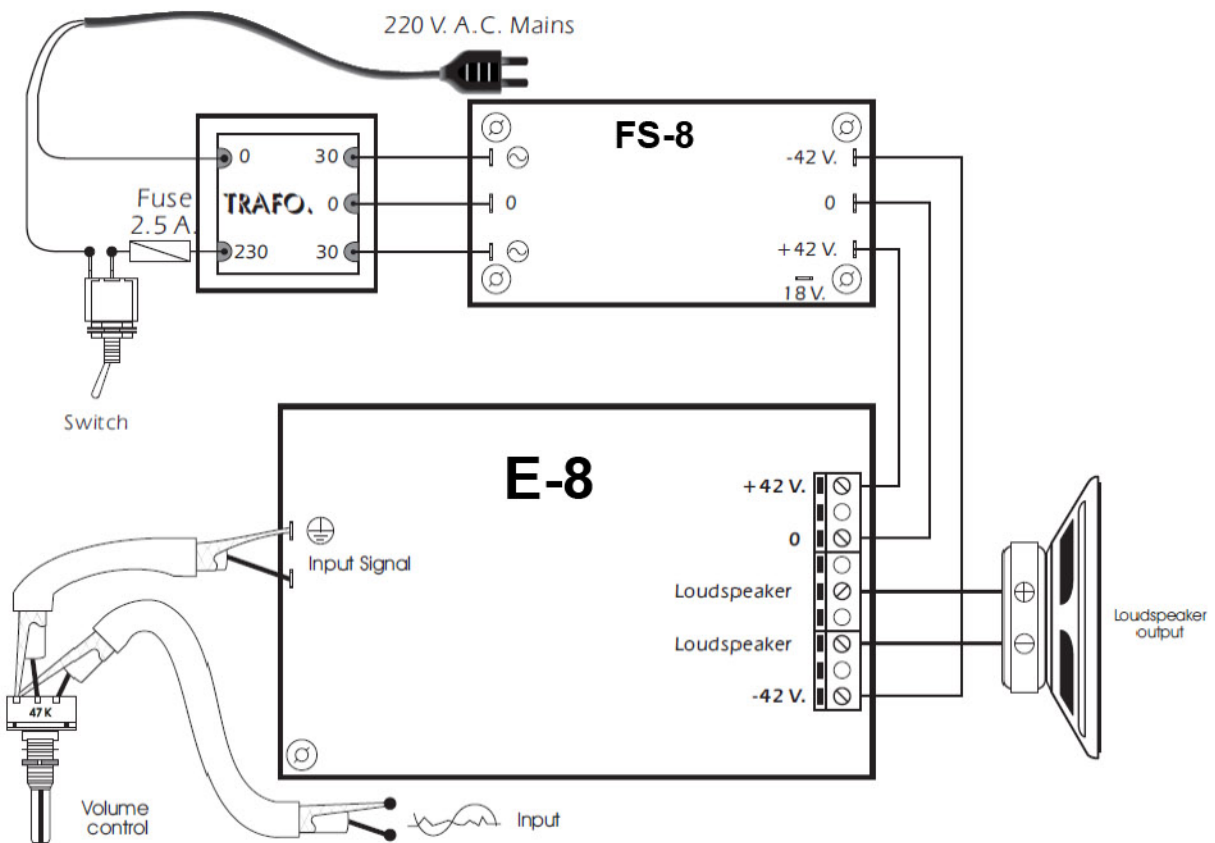 220 V. A.C. Mains
FS-8
0
30
-42 V.
Fuse
2.5 A.
TRAFO.
0
0
0
230
30
+42 V.
18 V.
Switch
E-8
+42 V.
0
Input Signal
Loudspeaker
Loudspeaker
-42 V.
Loudspeaker
output
47 K
Volume
control
Input